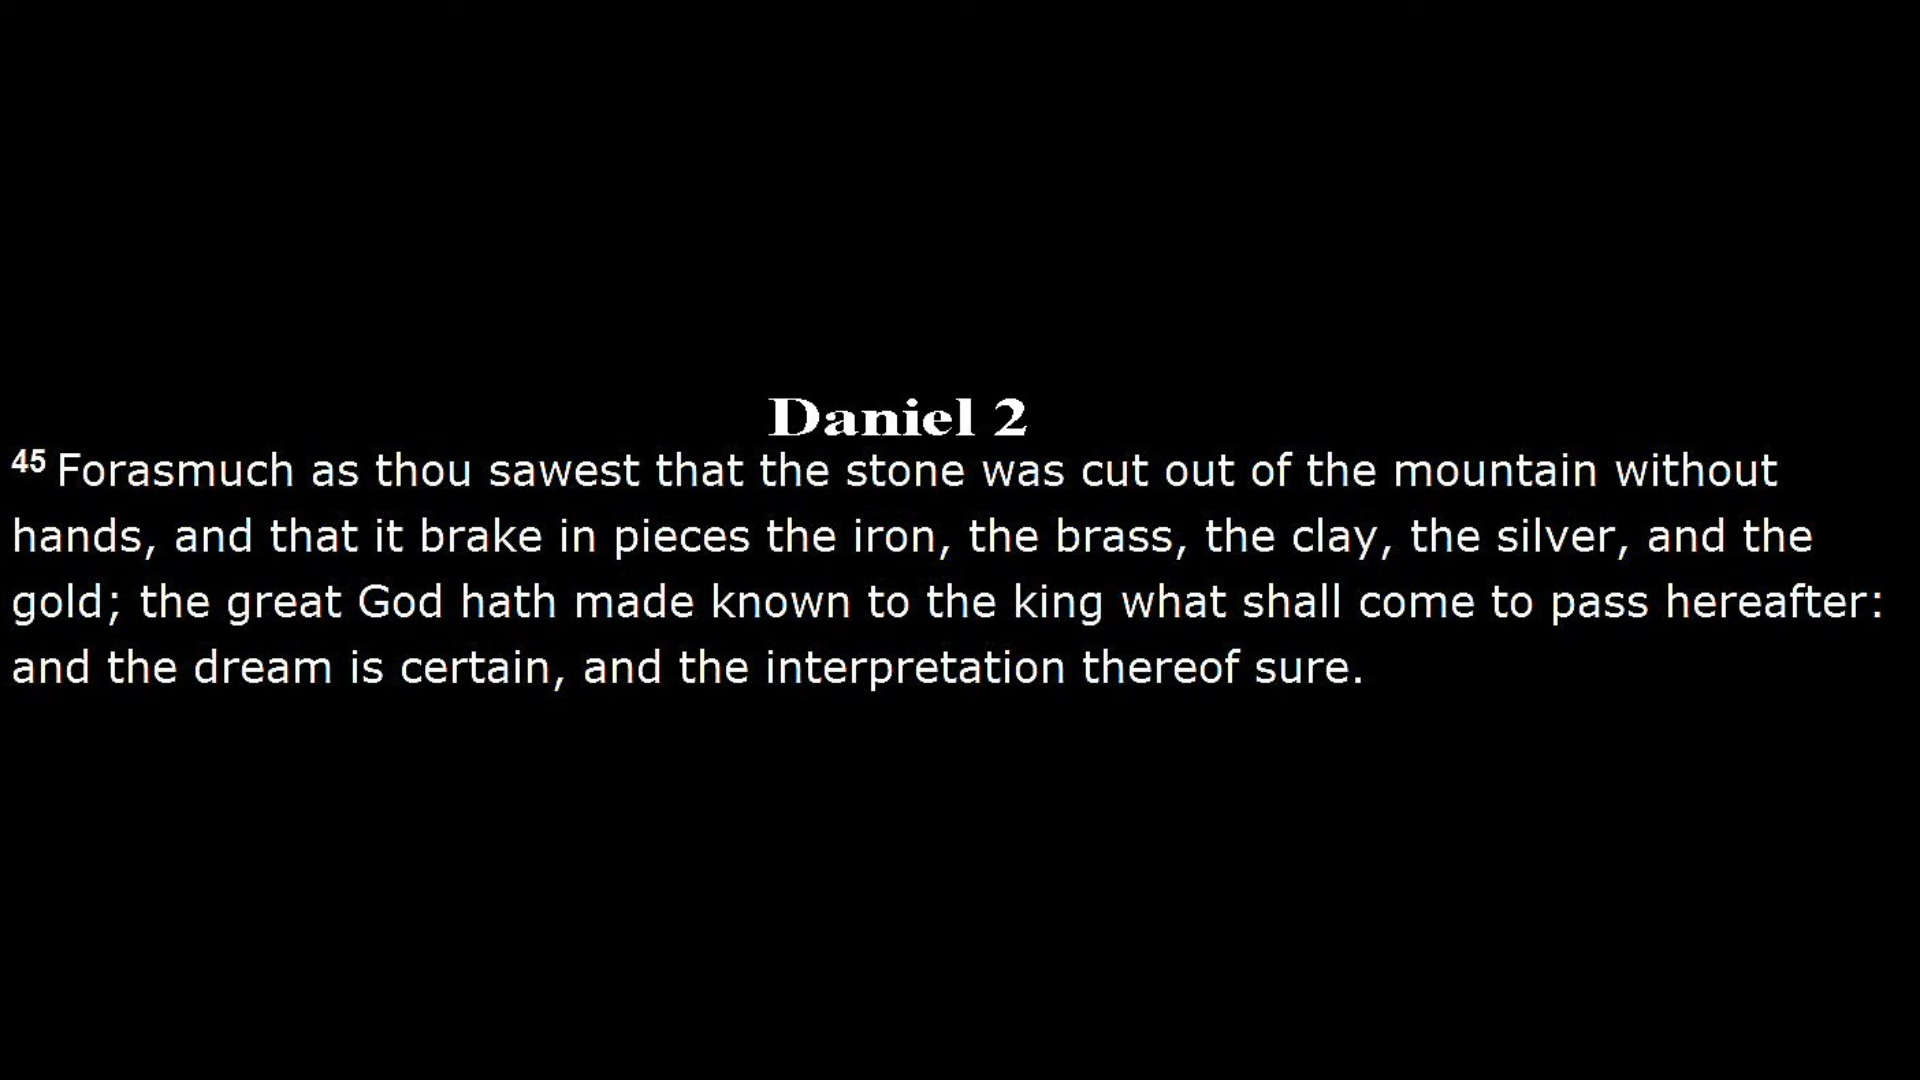 Daniel 2
45 Forasmuch as thou sawest that the stone was cut out of the mountain without
hands, and that it brake in pieces the iron, the brass, the clay, the silver, and the
gold; the great God hath made known to the king what shall come to pass hereafter:
and the dream is certain, and the interpretation thereof sure.